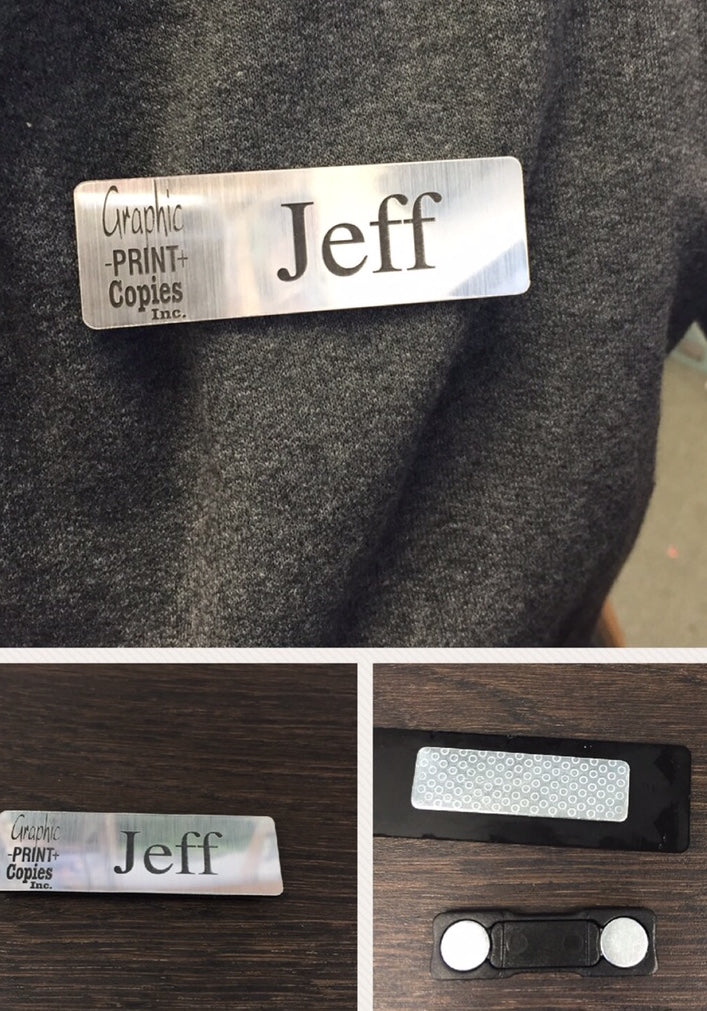 Graphic
-PRINT+
Copies
Inc.
Jeff
Graphic
-PRINT+
Copies
Inc.
Jeff